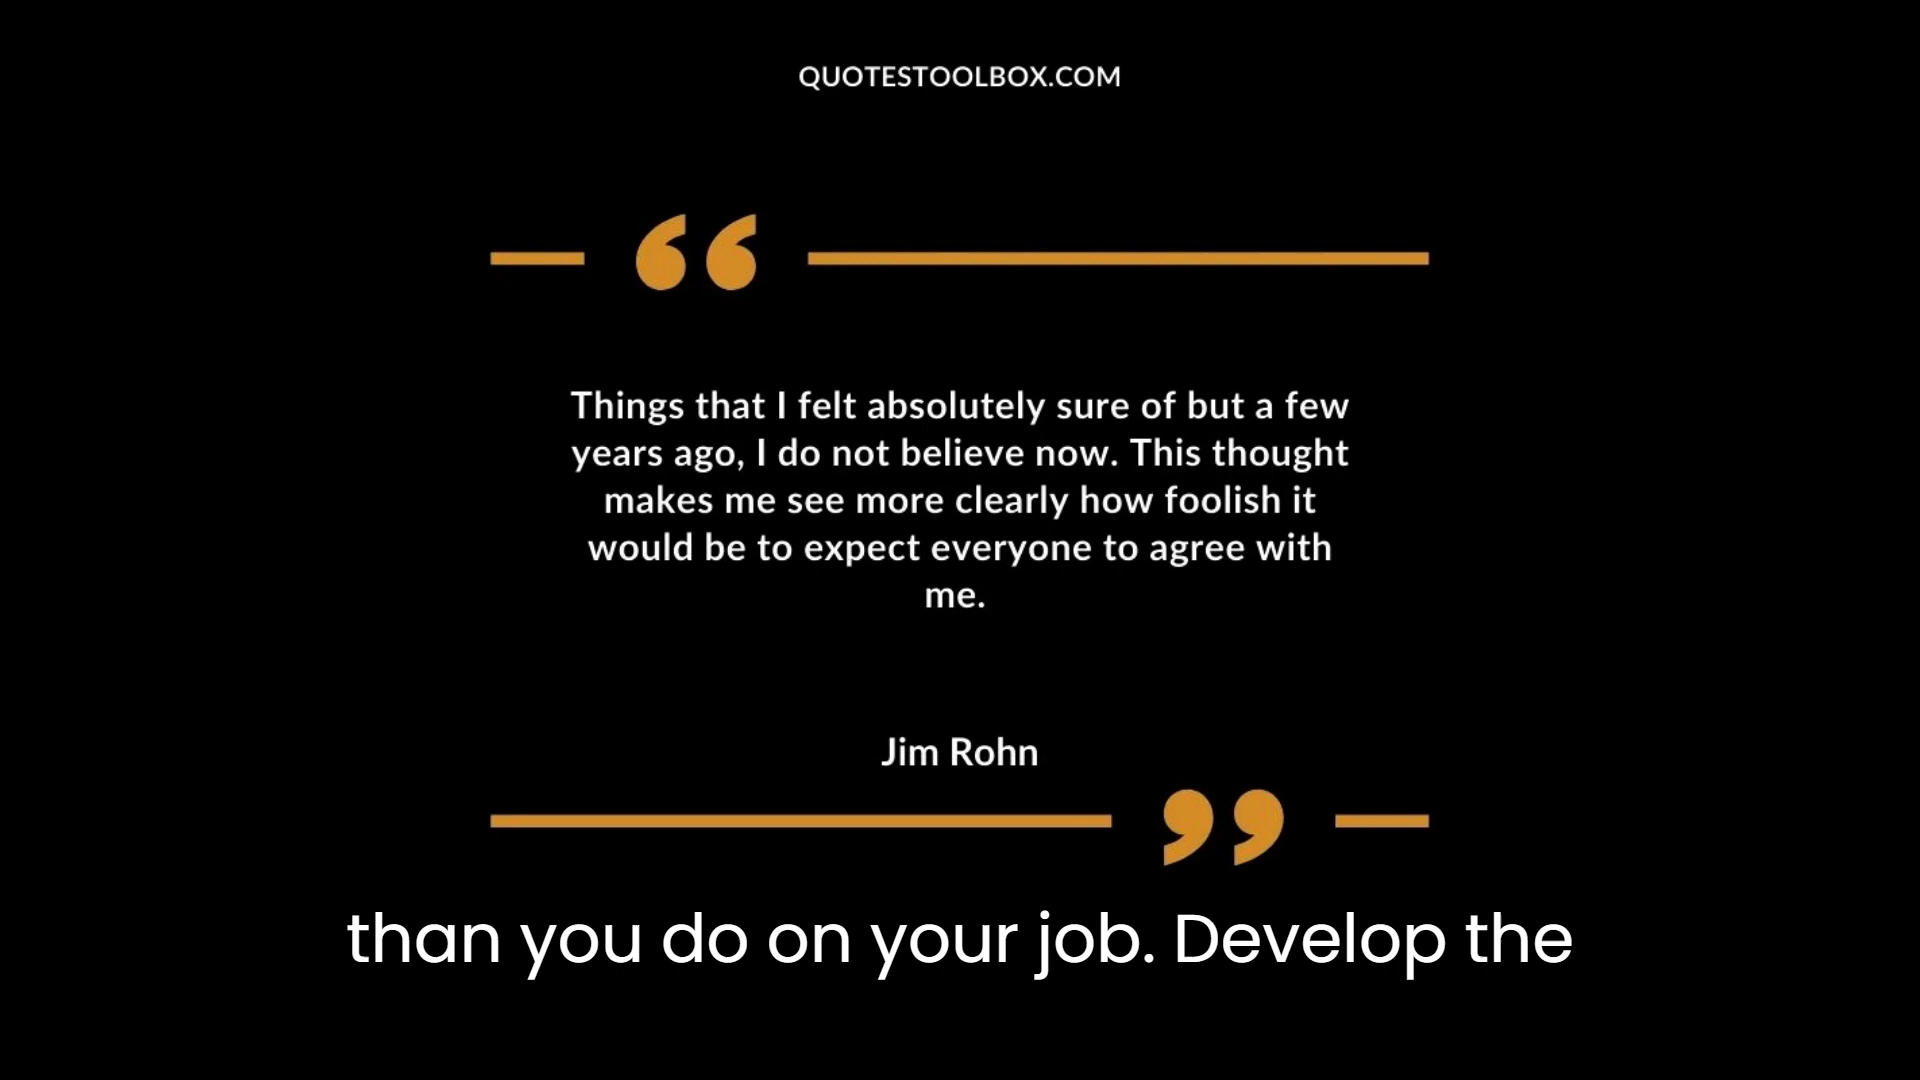 QUOTESTOOLBOX.COM
Things that I felt absolutely sure of but a few
years ago, I do not believe now. This thought
makes me see more clearly how foolish it
would be to expect everyone to agree with
me.
Jim Rohn
than you do on your job. Develop the